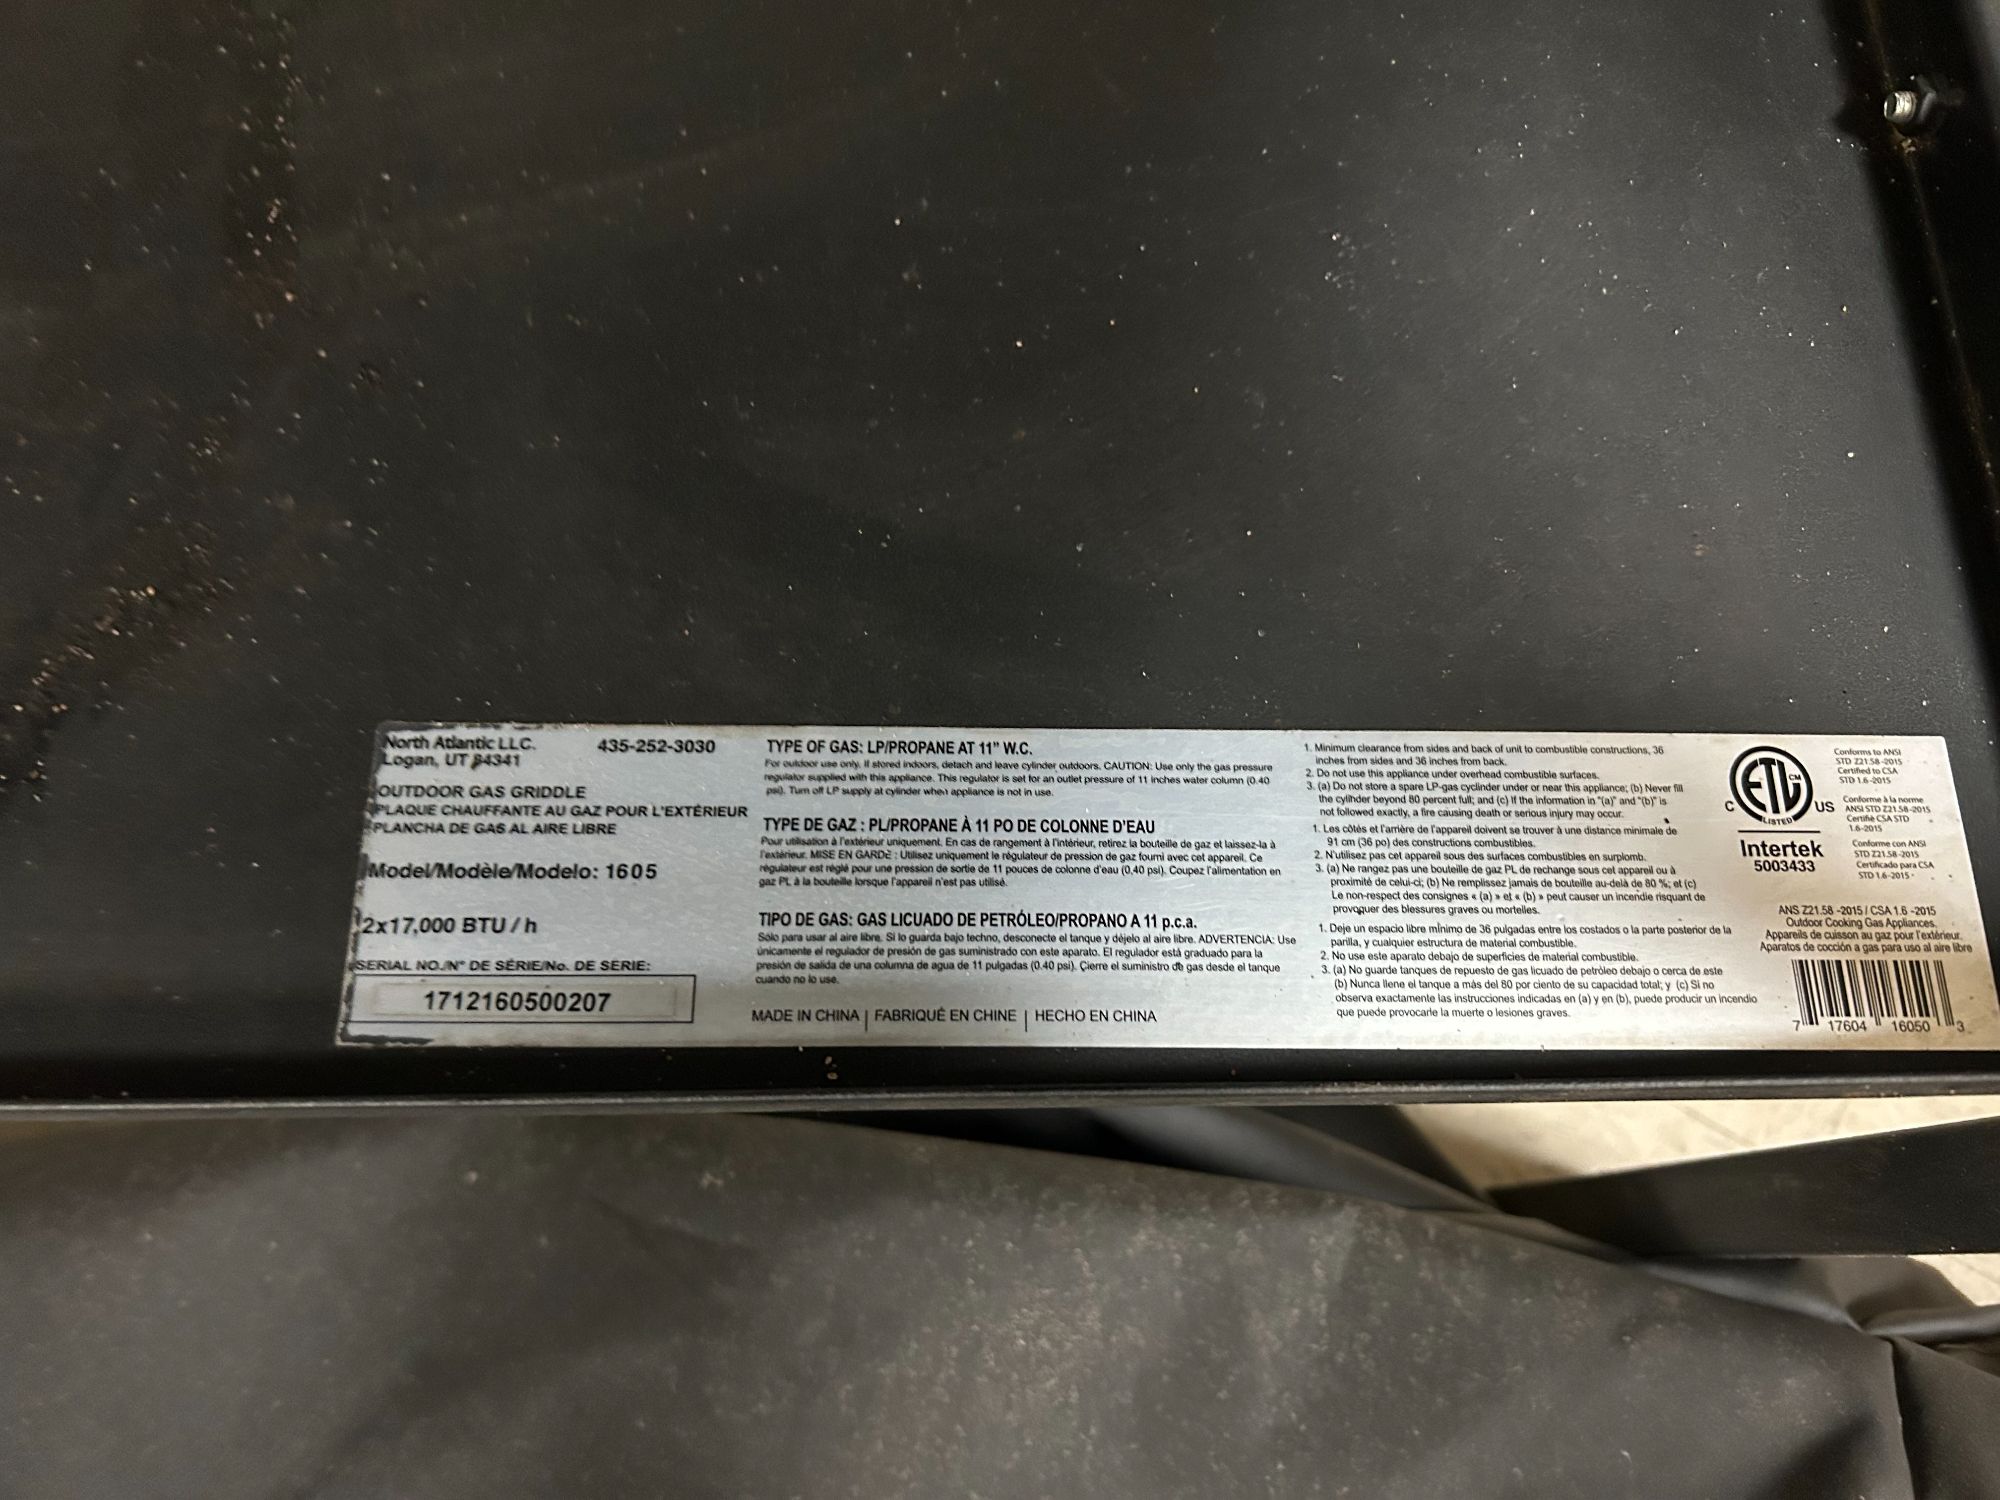 North Atlantic LLC. 435-252-3030
Logan, UT 84341
OUTDOOR GAS GRIDDLE
PLAQUE CHAUFFANTE AU GAZ POUR L'EXTÉRIEUR
PLANCHA DE GAS AL AIRE LIBRE
Model/Modèle/Modelo: 1605
2x17,000 BTU / h
SERIAL NO./N° DE SÉRIE/No. DE SERIE:
1712160500207
TYPE OF GAS: LP/PROPANE AT 11" W.C.
For outdoor use only. If stored indoors, detach and leave cylinder outdoors. CAUTION: Use only the gas pressure
regulator supplied with this appliance. This regulator is set for an outlet pressure of 11 inches water column (0.40
psi). Turn off LP supply at cylinder when appliance is not in use.
TYPE DE GAZ : PL/PROPANE À 11 PO DE COLONNE D'EAU
Pour utilisation à l'extérieur uniquement. En cas de rangement à l'intérieur, retirez la bouteille de gaz et laissez-la à
l'extérieur. MISE EN GARDE : Utilisez uniquement le régulateur de pression de gaz fourni avec cet appareil. Ce
régulateur est réglé pour une pression de sortie de 11 pouces de colonne d'eau (0,40 psi). Coupez l'alimentation en
gaz PL à la bouteille lorsque l'appareil n'est pas utilisé.
TIPO DE GAS: GAS LICUADO DE PETRÓLEO/PROPANO A 11 p.c.a.
Sólo para usar al aire libre. Si lo guarda bajo techno, desconecte el tanque y déjelo al aire libre. ADVERTENCIA: Use
únicamente el regulador de presión de gas suministrado con este aparato. El regulador está graduado para la
presión de salida de una columna de agua de 11 pulgadas (0.40 psi). Cierre el suministro de gas desde el tanque
cuando no lo use.
MADE IN CHINA | FABRIQUÉ EN CHINE | HECHO EN CHINA
1. Minimum clearance from sides and back of unit to combustible constructions, 36
inches from sides and 36 inches from back.
2. Do not use this appliance under overhead combustible surfaces.
3. (a) Do not store a spare LP-gas cyclinder under or near this appliance; (b) Never fill
the cylinder beyond 80 percent full; and (c) If the information in "(a)" and "(b)" is
not followed exactly, a fire causing death or serious injury may occur.
1. Les côtés et l'arrière de l'appareil doivent se trouver à une distance minimale de
91 cm (36 po) des constructions combustibles.
2. N'utilisez pas cet appareil sous des surfaces combustibles en surplomb.
3. (a) Ne rangez pas une bouteille de gaz PL de rechange sous cet appareil ou à
proximité de celui-ci; (b) Ne remplissez jamais de bouteille au-delà de 80 %; et (c)
Le non-respect des consignes « (a) » et « (b) » peut causer un incendie risquant de
provoquer des blessures graves ou mortelles.
1. Deje un espacio libre mínimo de 36 pulgadas entre los costados o la parte posterior de la
parilla, y cualquier estructura de material combustible.
2. No use este aparato debajo de superficies de material combustible.
3. (a) No guarde tanques de repuesto de gas licuado de petróleo debajo o cerca de este
(b) Nunca llene el tanque a más del 80 por ciento de su capacidad total; y (c) Si no
observa exactamente las instrucciones indicadas en (a) y en (b), puede producir un incendio
que puede provocarle la muerte o lesiones graves.
C ETL CM US
LISTED
Intertek
5003433
Conforms to ANSI
STD Z21.58-2015
Certified to CSA
STD 1.6-2015
Conforme à la norme
ANSI STD Z21.58-2015
Certifié CSA STD
1.6-2015
Conforme con ANSI
STD Z21.58-2015
Certificado para CSA
STD 1.6-2015
ANS Z21.58 -2015 / CSA 1.6 -2015
Outdoor Cooking Gas Appliances.
Appareils de cuisson au gaz pour l'extérieur.
Aparatos de cocción a gas para uso al aire libre
7 17604 16050 3